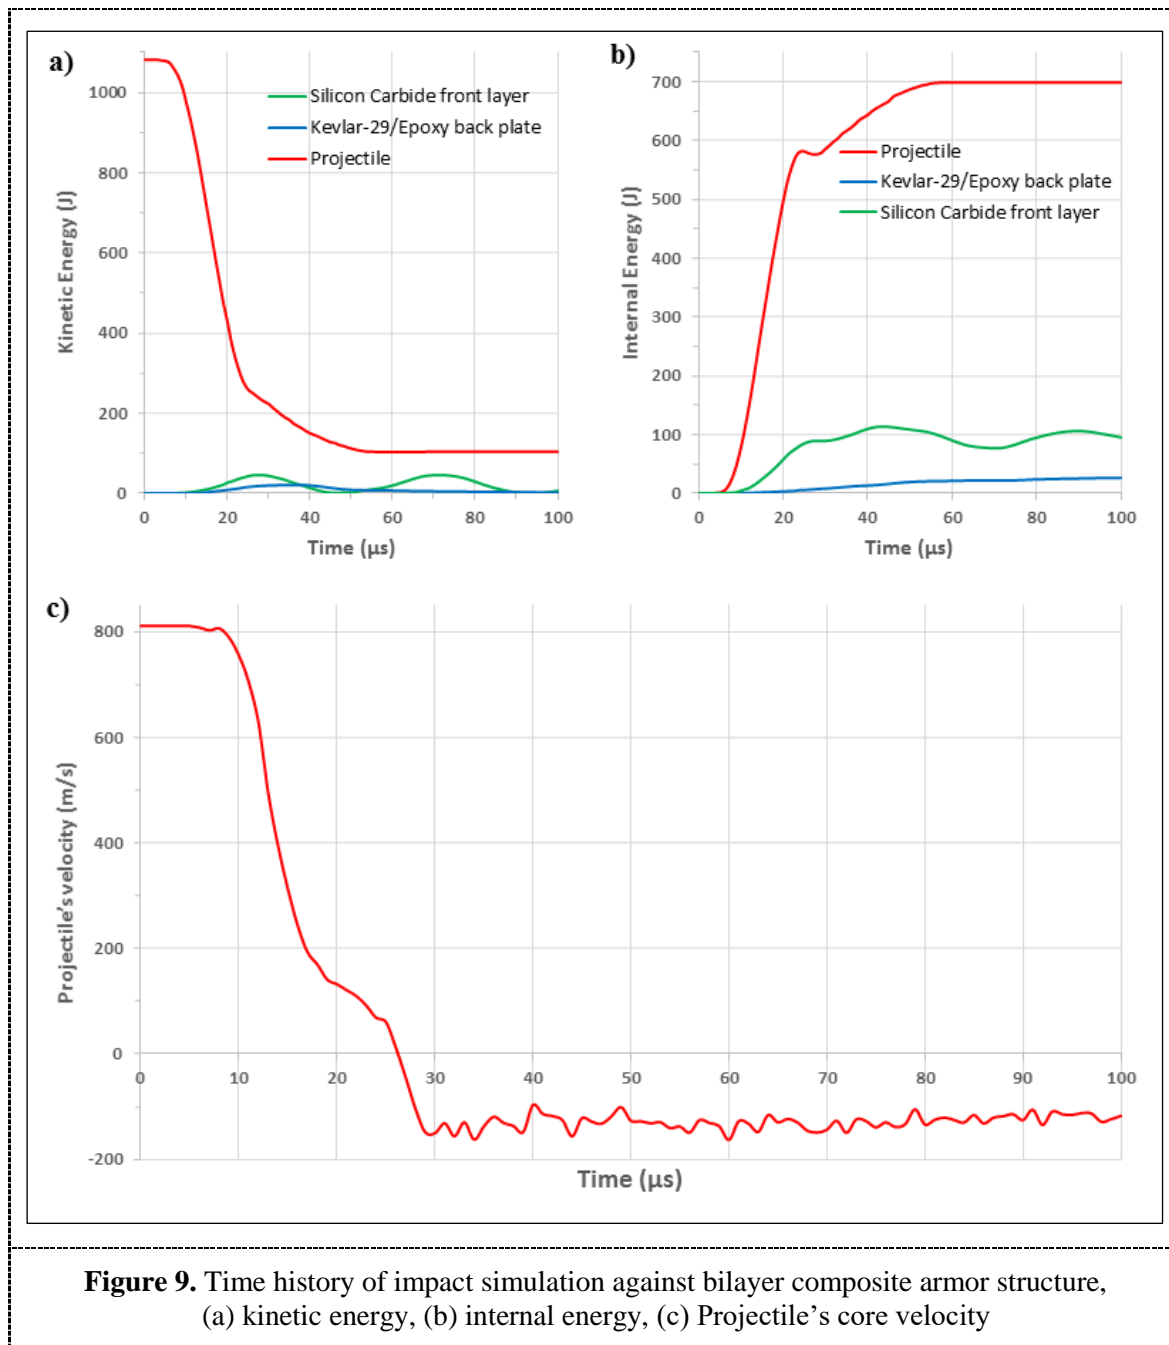 a)
Silicon Carbide front layer
Kevlar-29/Epoxy back plate
Projectile
Kinetic Energy (J)
1000
800
600
400
200
0
0 20 40 60 80 100
Time (µs)
b)
Projectile
Kevlar-29/Epoxy back plate
Silicon Carbide front layer
Internal Energy (J)
700
600
500
400
300
200
100
0
0 20 40 60 80 100
Time (µs)
c)
Projectile's velocity (m/s)
800
600
400
200
0
-200
0 10 20 30 40 50 60 70 80 90 100
Time (µs)
Figure 9. Time history of impact simulation against bilayer composite armor structure,
(a) kinetic energy, (b) internal energy, (c) Projectile's core velocity